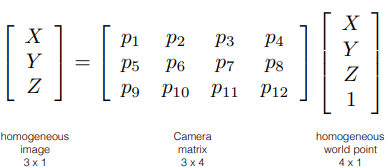 [ X Y Z ] = [ p1 p2 p3 p4 p5 p6 p7 p8 p9 p10 p11 p12 ] [ X Y Z 1 ]
homogeneous image 3 x 1
Camera matrix 3 x 4
homogeneous world point 4 x 1